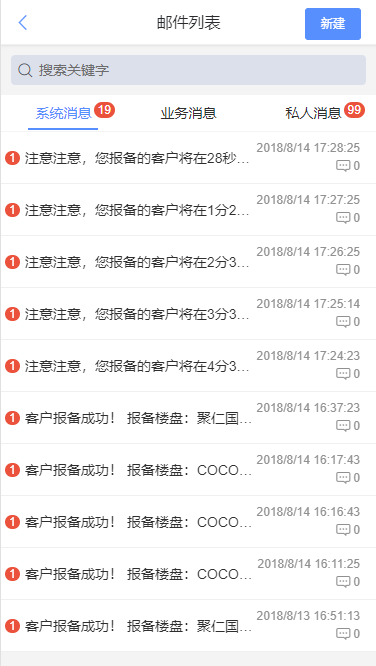 邮件列表 新建
搜索关键字
系统消息 19 业务消息 私人消息 99
2018/8/14 17:28:25
1 注意注意，您报备的客户将在28秒...
0
2018/8/14 17:27:25
1 注意注意，您报备的客户将在1分2...
0
2018/8/14 17:26:25
1 注意注意，您报备的客户将在2分3...
0
2018/8/14 17:25:14
1 注意注意，您报备的客户将在3分3...
0
2018/8/14 17:24:23
1 注意注意，您报备的客户将在4分3...
0
2018/8/14 16:37:23
1 客户报备成功！ 报备楼盘：聚仁国...
0
2018/8/14 16:17:43
1 客户报备成功！ 报备楼盘：COCO...
0
2018/8/14 16:16:43
1 客户报备成功！ 报备楼盘：COCO...
0
2018/8/14 16:11:25
1 客户报备成功！ 报备楼盘：COCO...
0
2018/8/13 16:51:13
1 客户报备成功！ 报备楼盘：聚仁国...
0